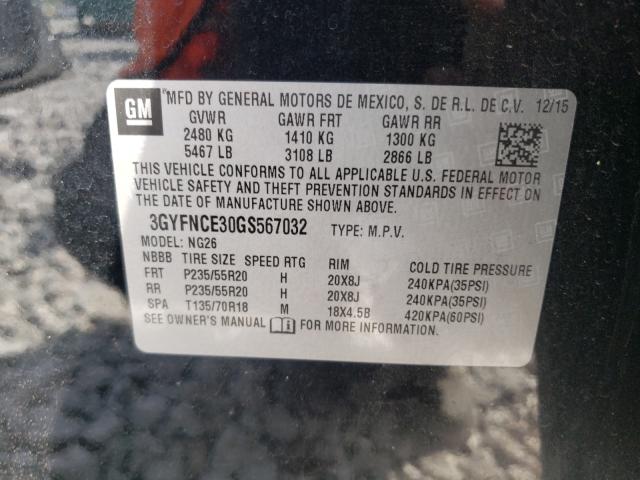 GM
MFD BY GENERAL MOTORS DE MEXICO, S. DE R.L. DE C.V. 12/15
GVWR GAWR FRT GAWR RR
2480 KG 1410 KG 1300 KG
5467 LB 3108 LB 2866 LB
THIS VEHICLE CONFORMS TO ALL APPLICABLE U.S. FEDERAL MOTOR
VEHICLE SAFETY AND THEFT PREVENTION STANDARDS IN EFFECT ON
THE DATE OF MANUFACTURE SHOWN ABOVE.
3GYFNCE30GS567032 TYPE: M.P.V.
MODEL: NG26
NBBB TIRE SIZE SPEED RTG RIM COLD TIRE PRESSURE
FRT P235/55R20 H 20X8J 240KPA(35PSI)
RR P235/55R20 H 20X8J 240KPA(35PSI)
SPA T135/70R18 M 18X4.5B 420KPA(60PSI)
SEE OWNER'S MANUAL FOR MORE INFORMATION.